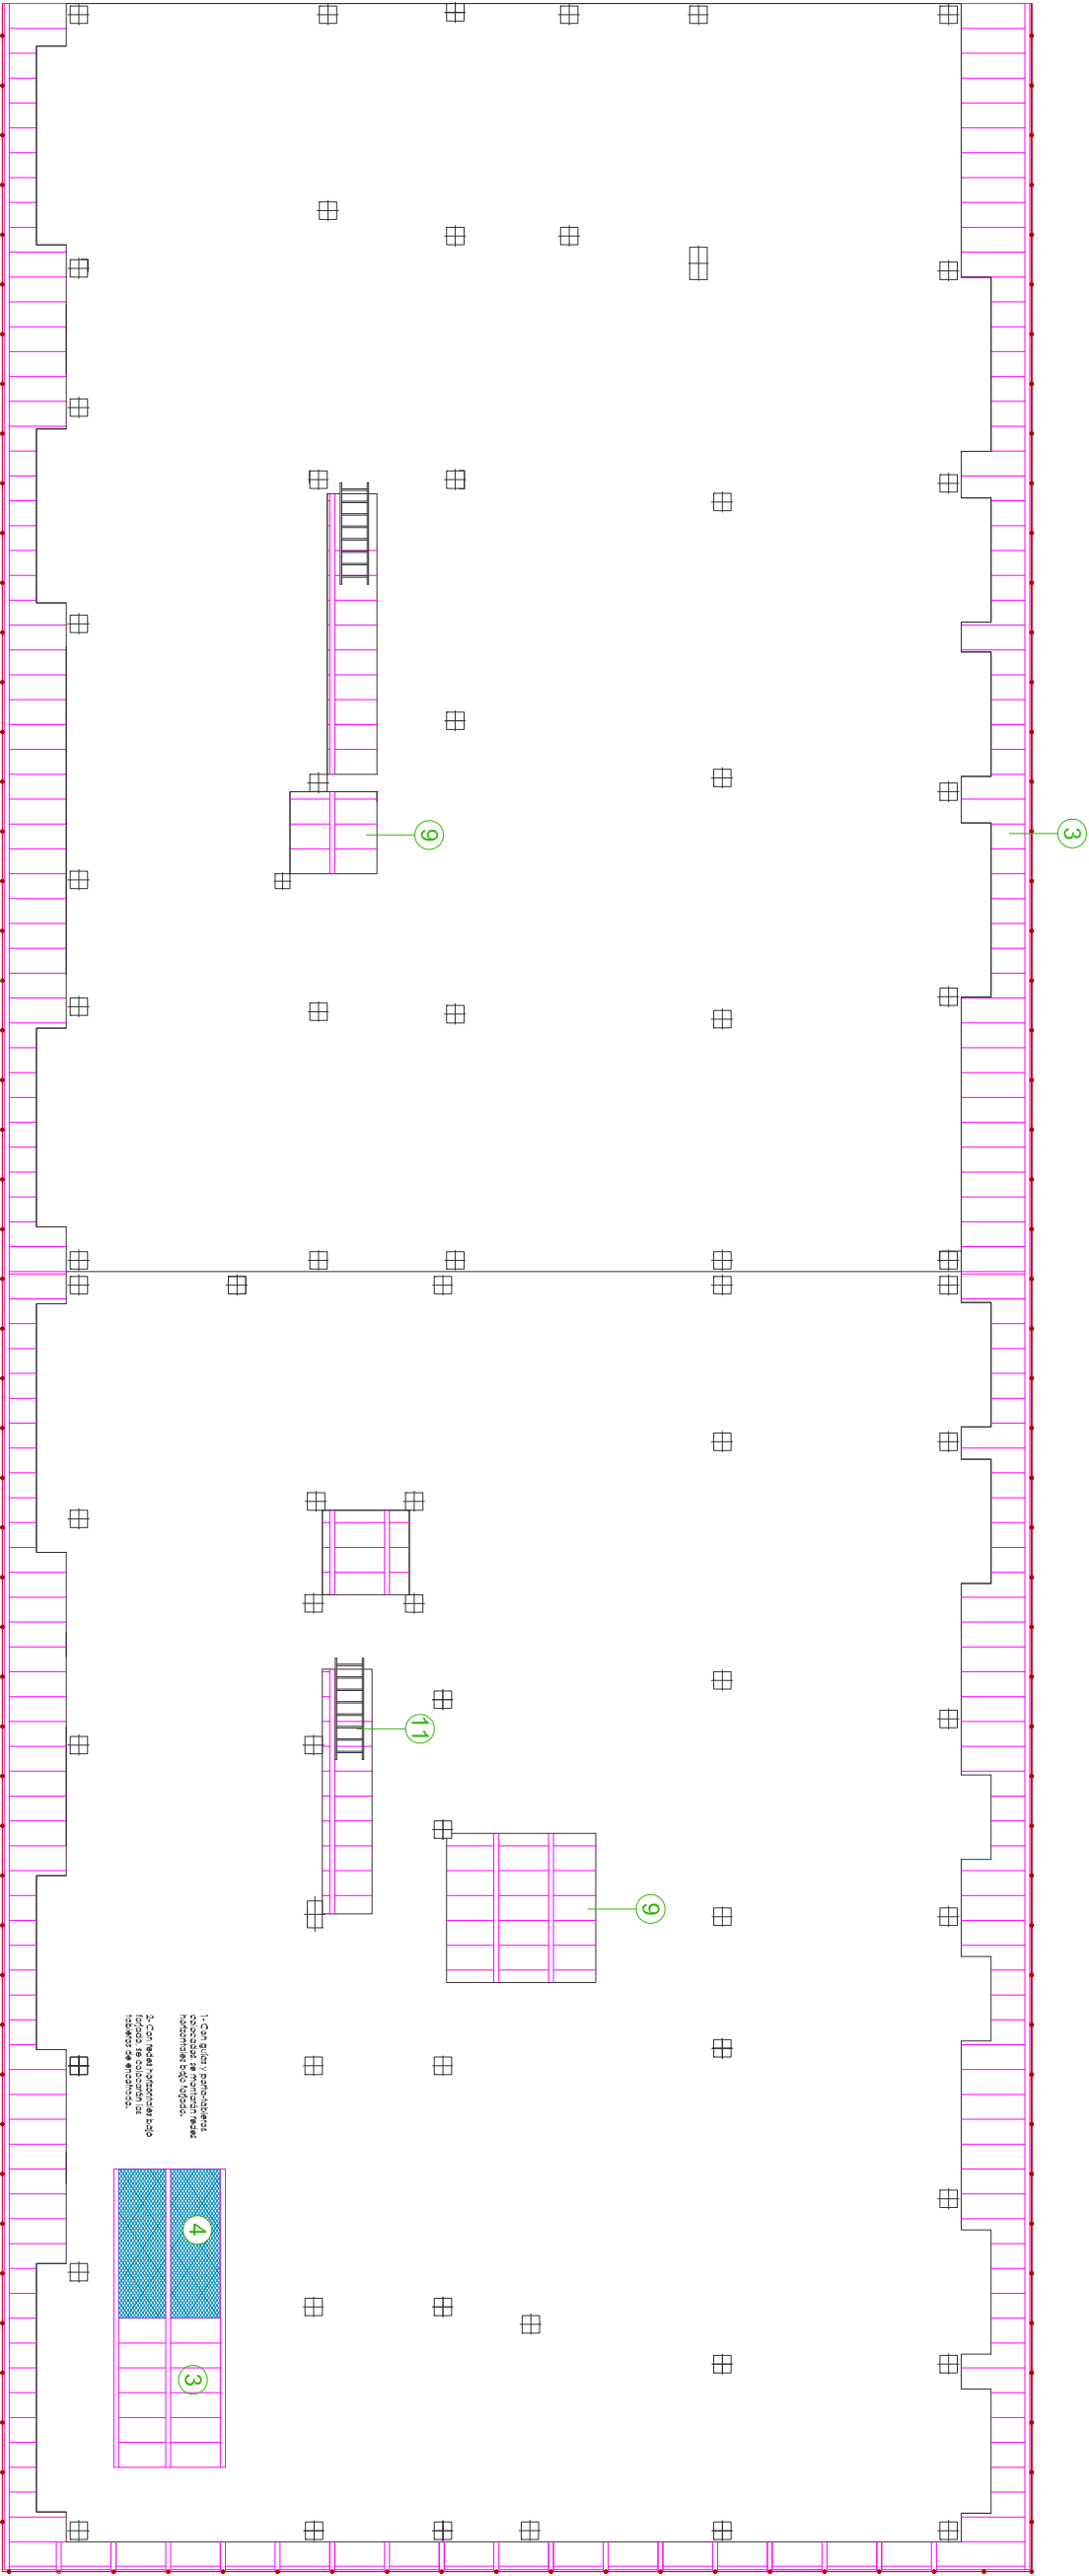 3
9
11
9
1- Con guías y porta-tableros
colocados, se montarán redes
horizontales bajo forjado.
2- Con redes horizontales bajo
forjado, se colocarán los
tableros de encofrado.
4
3